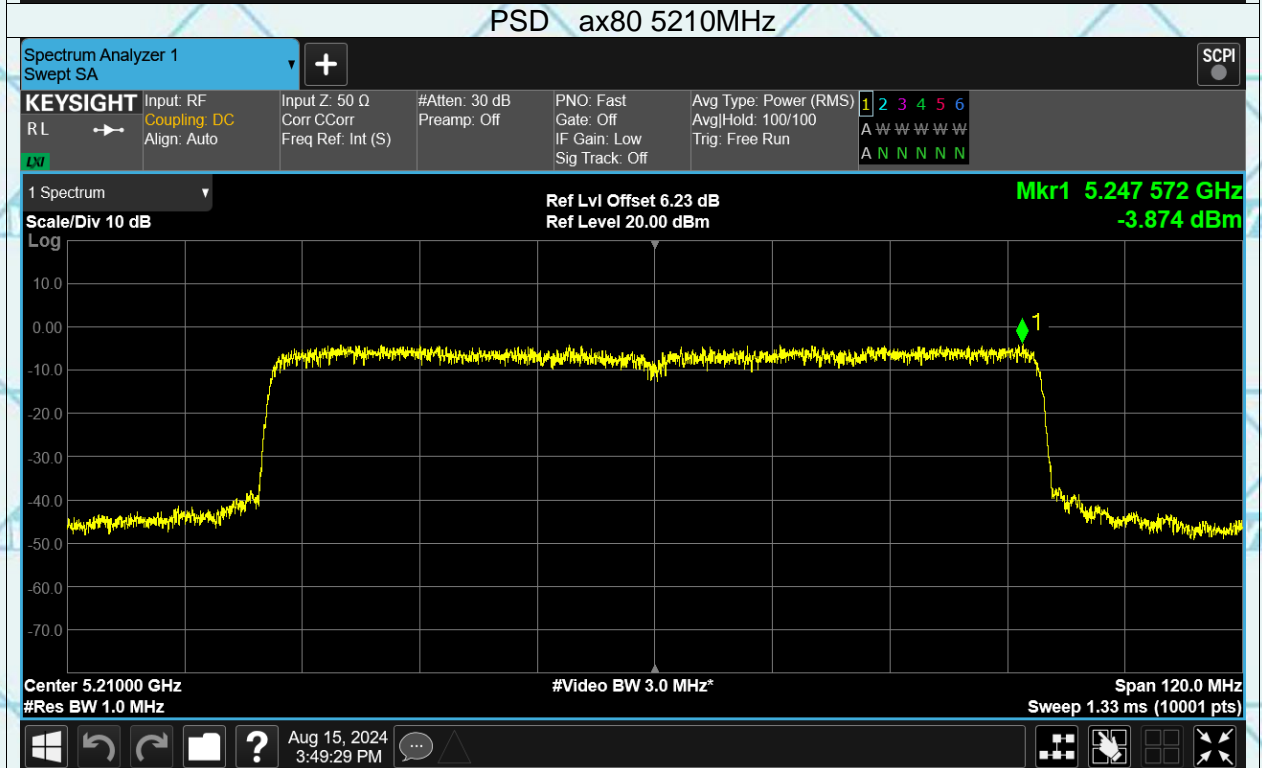 PSD ax80 5210MHz
Spectrum Analyzer 1
Swept SA
+
SCPI
KEYSIGHT
RL
LXI
Input: RF
Coupling: DC
Align: Auto
Input Z: 50 Ω
Corr CCorr
Freq Ref: Int (S)
#Atten: 30 dB
Preamp: Off
PNO: Fast
Gate: Off
IF Gain: Low
Sig Track: Off
Avg Type: Power (RMS)
Avg|Hold: 100/100
Trig: Free Run
1 2 3 4 5 6
A W W W W W
A N N N N N
1 Spectrum
Scale/Div 10 dB
Log
Ref Lvl Offset 6.23 dB
Ref Level 20.00 dBm
Mkr1 5.247 572 GHz
-3.874 dBm
10.0
0.00
-10.0
-20.0
-30.0
-40.0
-50.0
-60.0
-70.0
1
Center 5.21000 GHz
#Res BW 1.0 MHz
#Video BW 3.0 MHz*
Span 120.0 MHz
Sweep 1.33 ms (10001 pts)
?
Aug 15, 2024
3:49:29 PM